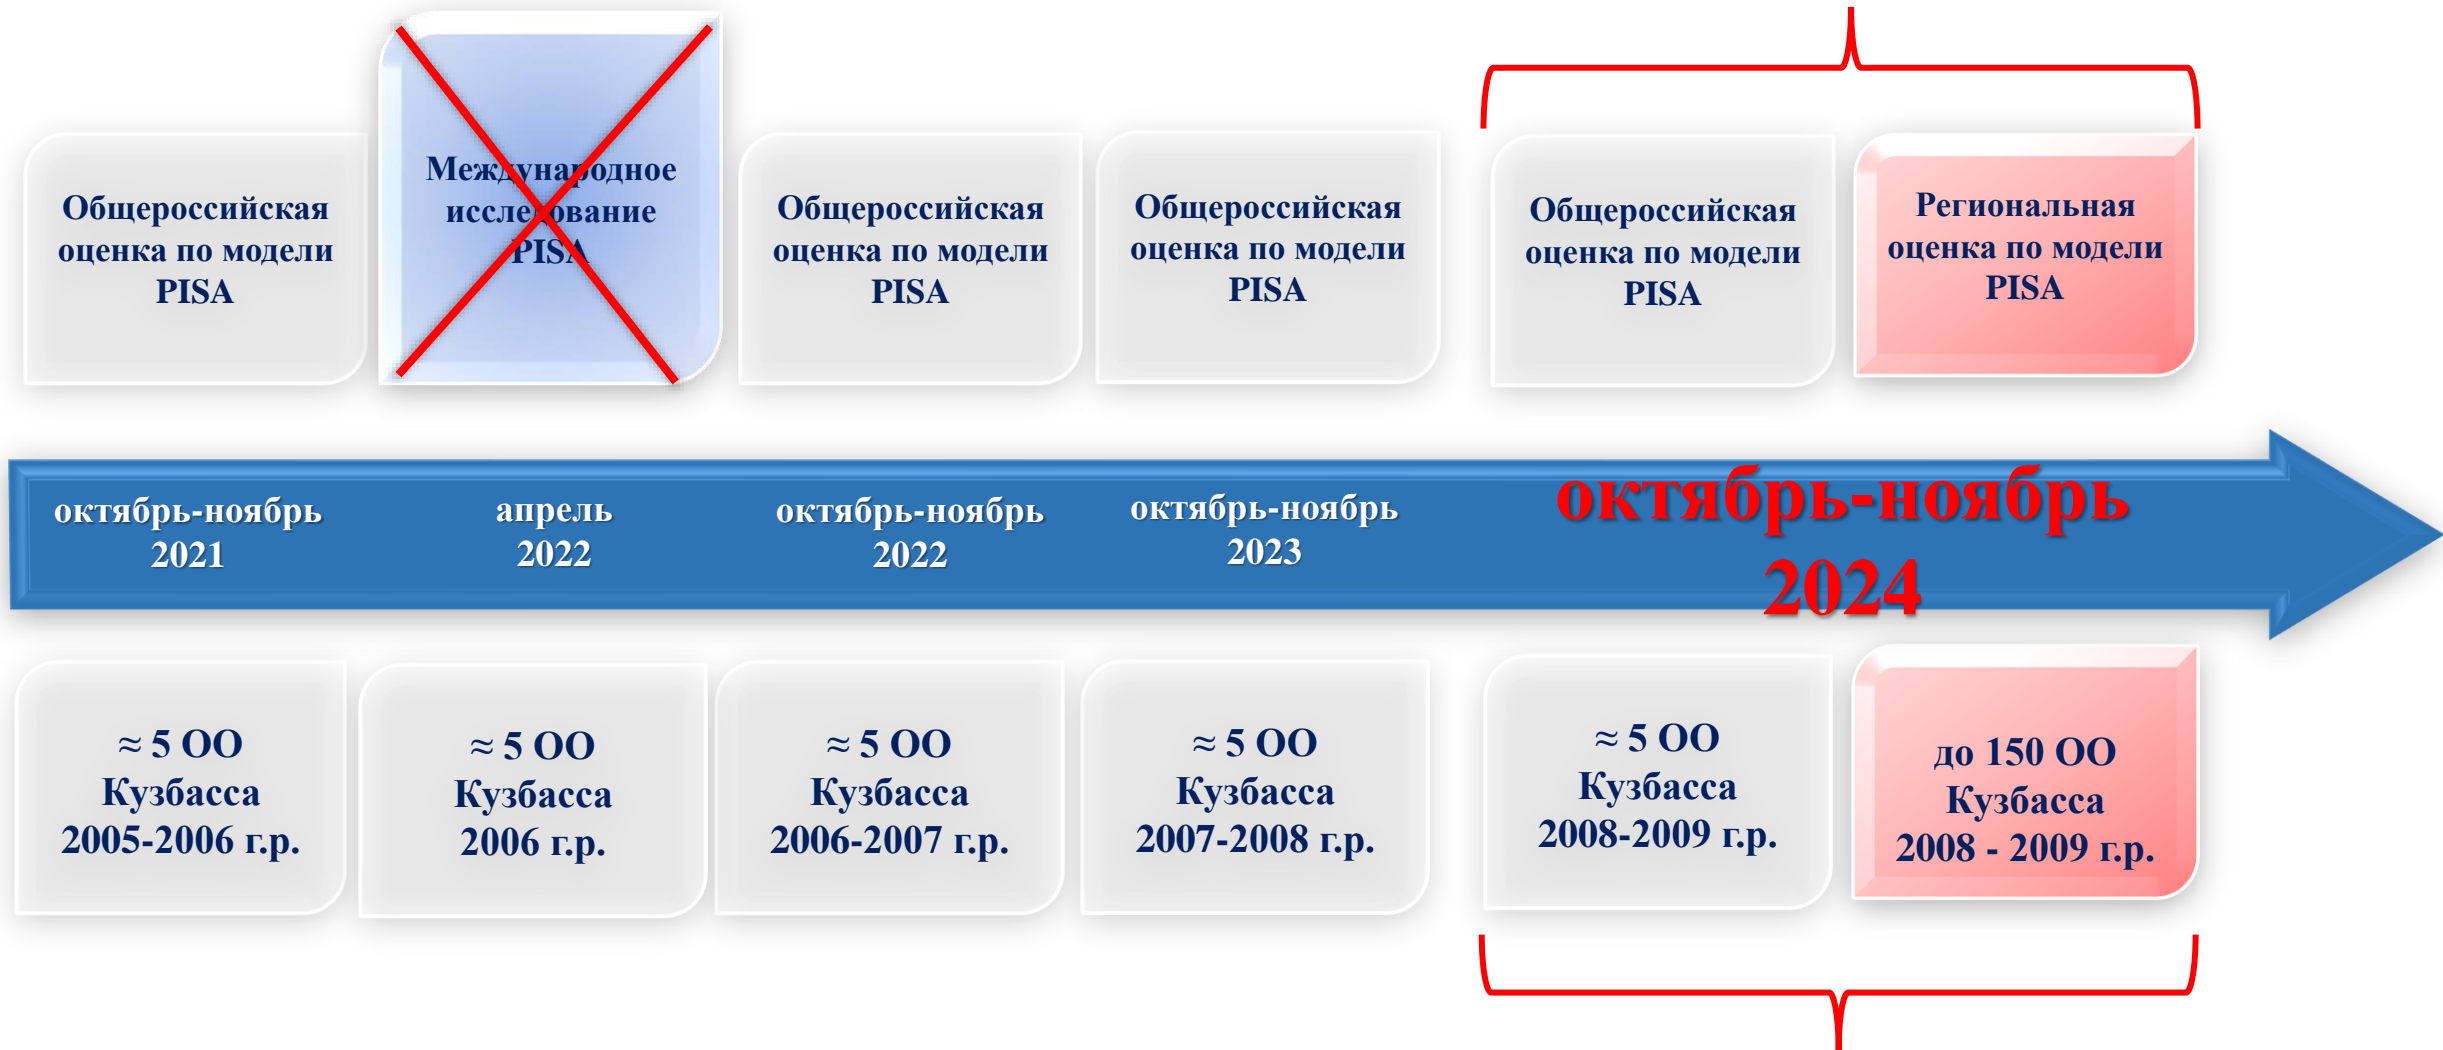 Общероссийская
оценка по модели
PISA
Международное
исследование
PISA
Общероссийская
оценка по модели
PISA
Общероссийская
оценка по модели
PISA
Общероссийская
оценка по модели
PISA
Региональная
оценка по модели
PISA
октябрь-ноябрь
2021
апрель
2022
октябрь-ноябрь
2022
октябрь-ноябрь
2023
октябрь-ноябрь
2024
≈ 5 ОО
Кузбасса
2005-2006 г.р.
≈ 5 ОО
Кузбасса
2006 г.р.
≈ 5 ОО
Кузбасса
2006-2007 г.р.
≈ 5 ОО
Кузбасса
2007-2008 г.р.
≈ 5 ОО
Кузбасса
2008-2009 г.р.
до 150 ОО
Кузбасса
2008 - 2009 г.р.